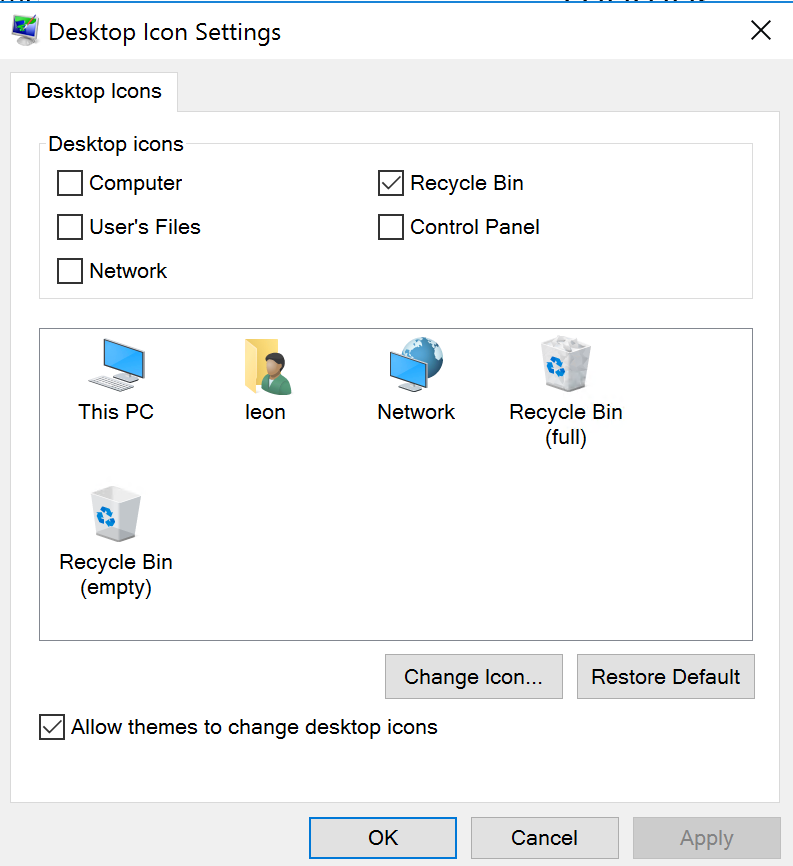 Desktop Icon Settings
Desktop Icons
Desktop icons
Computer
Recycle Bin
User's Files
Control Panel
Network
This PC
leon
Network
Recycle Bin
(full)
Recycle Bin
(empty)
Change Icon...
Restore Default
Allow themes to change desktop icons
OK
Cancel
Apply